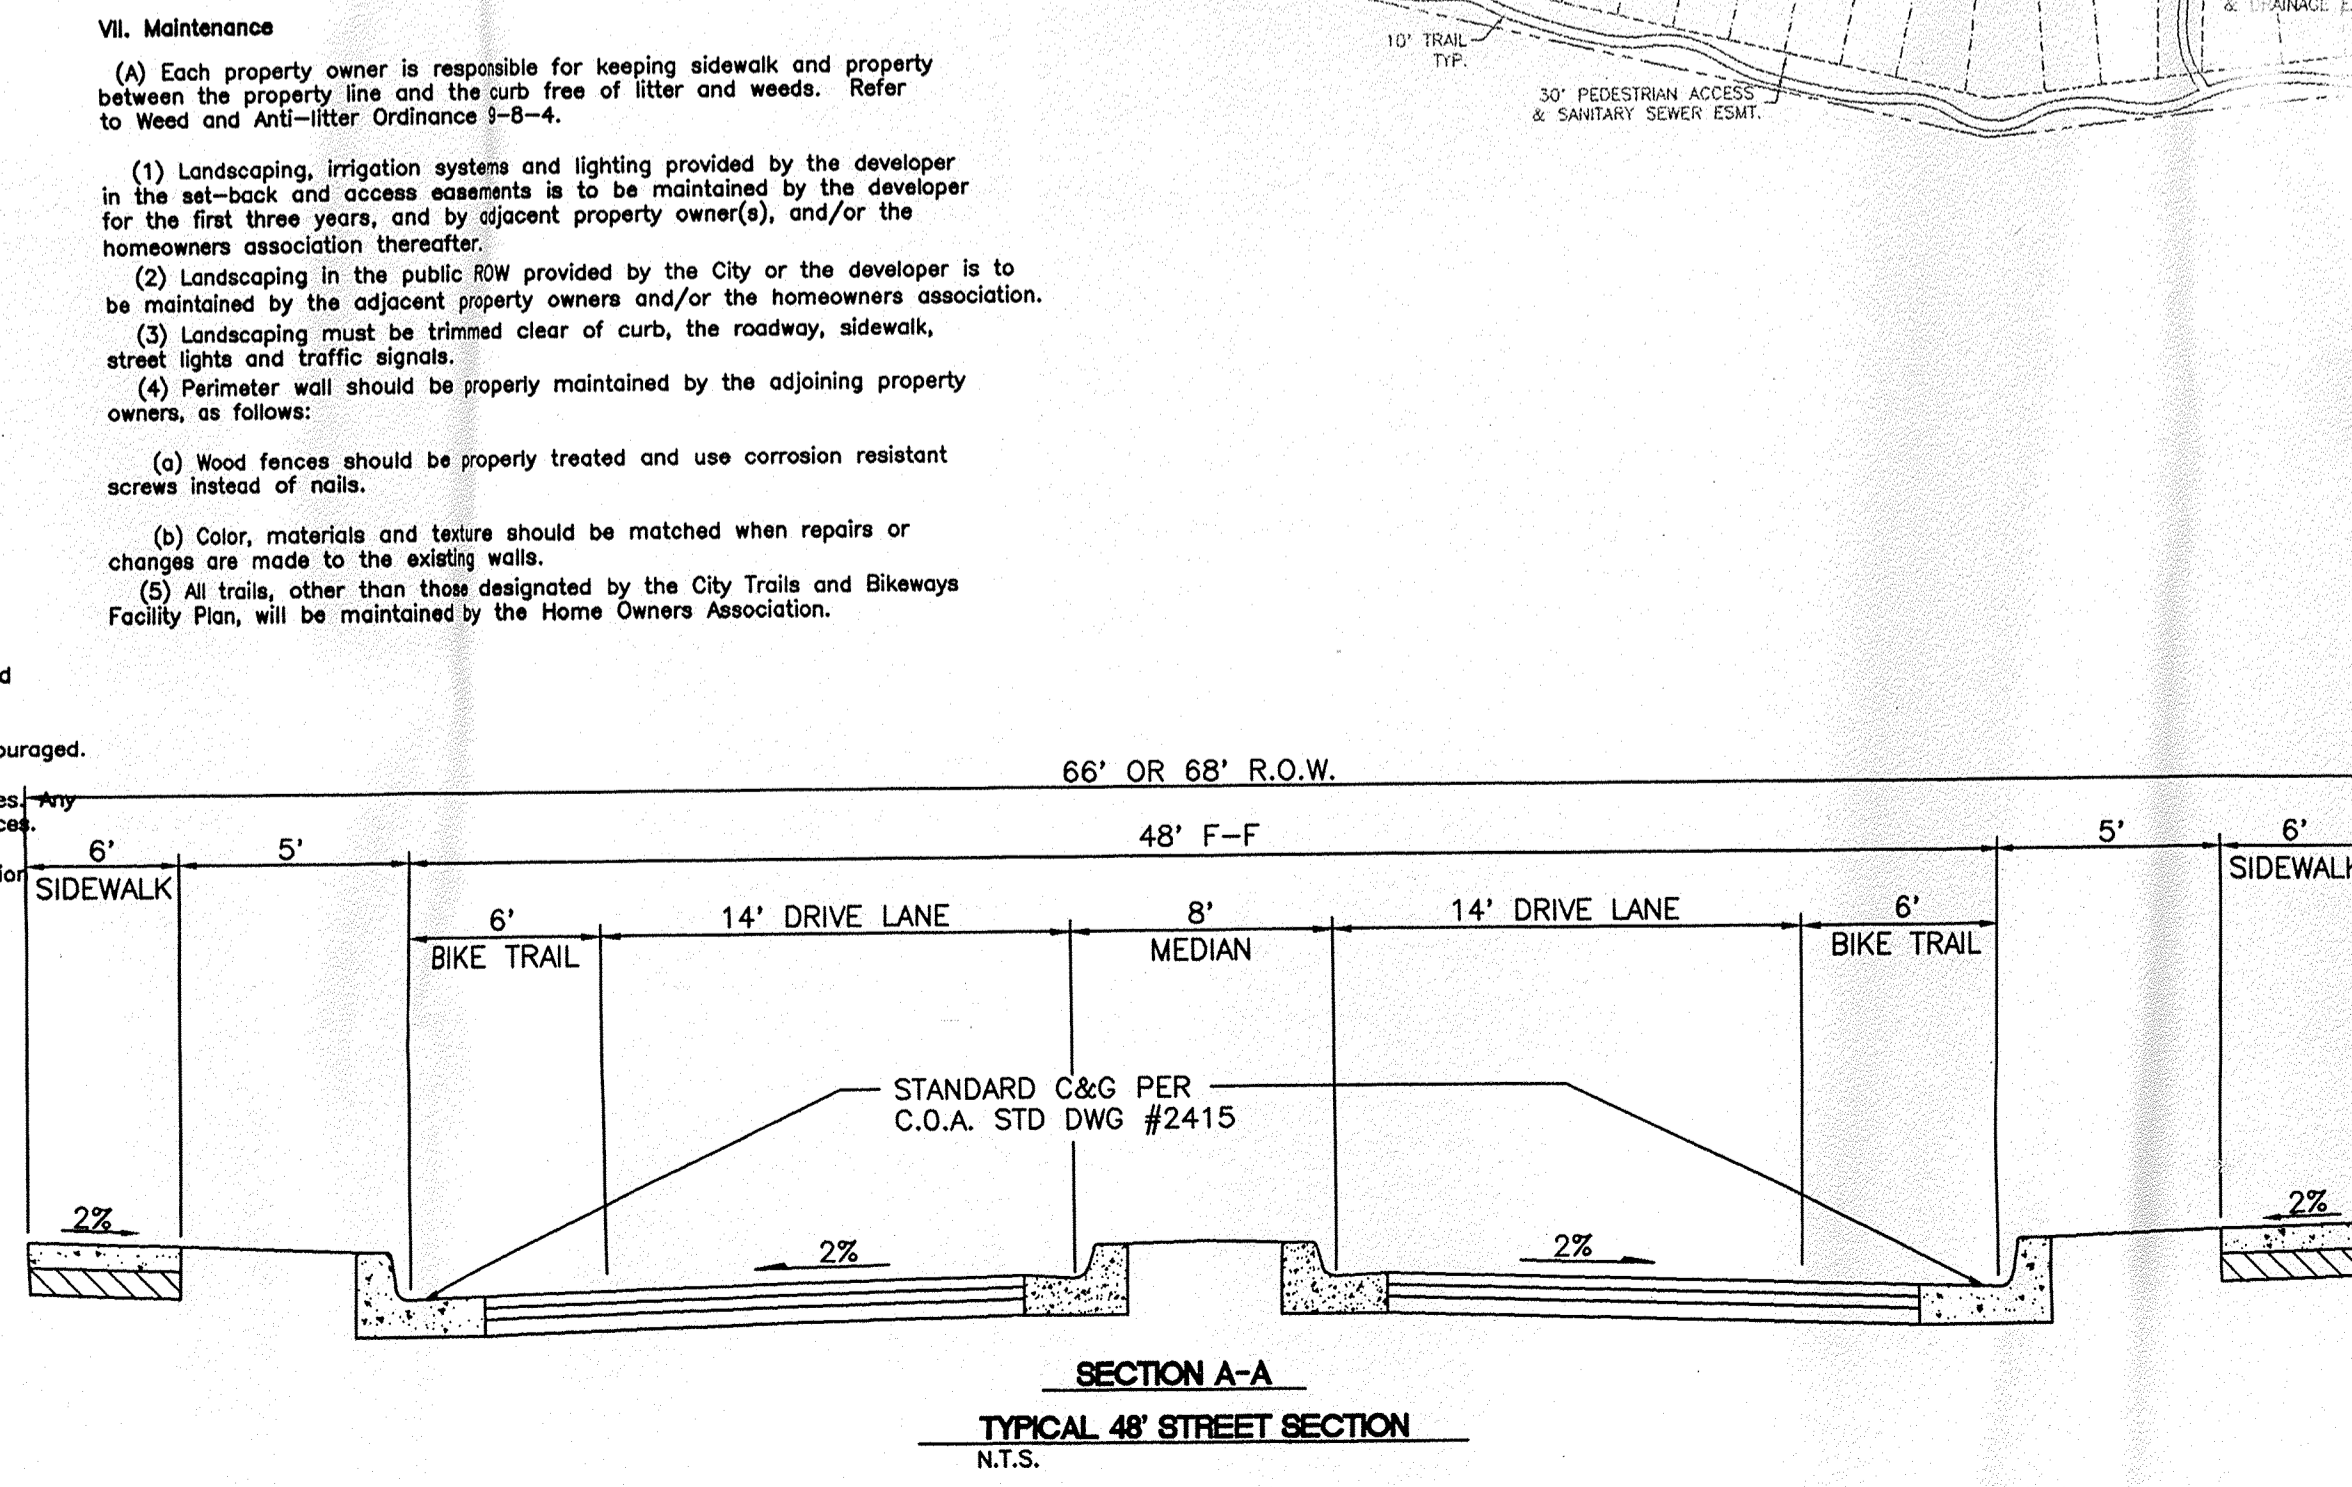 VII. Maintenance
(A) Each property owner is responsible for keeping sidewalk and property
between the property line and the curb free of litter and weeds. Refer
to Weed and Anti-litter Ordinance 9-8-4.
(1) Landscaping, irrigation systems and lighting provided by the developer
in the set-back and access easements is to be maintained by the developer
for the first three years, and by adjacent property owner(s), and/or the
homeowners association thereafter.
(2) Landscaping in the public ROW provided by the City or the developer is to
be maintained by the adjacent property owners and/or the homeowners association.
(3) Landscaping must be trimmed clear of curb, the roadway, sidewalk,
street lights and traffic signals.
(4) Perimeter wall should be properly maintained by the adjoining property
owners, as follows:
(a) Wood fences should be properly treated and use corrosion resistant
screws instead of nails.
(b) Color, materials and texture should be matched when repairs or
changes are made to the existing walls.
(5) All trails, other than those designated by the City Trails and Bikeways
Facility Plan, will be maintained by the Home Owners Association.
& DRAINAGE
10' TRAIL
TYP.
30' PEDESTRIAN ACCESS
& SANITARY SEWER ESMT.
d
ouraged.
es. Any
ces.
ion
66' OR 68' R.O.W.
48' F-F
6'
SIDEWALK
5'
5'
6'
SIDEWALK
6'
BIKE TRAIL
14' DRIVE LANE
8'
MEDIAN
14' DRIVE LANE
6'
BIKE TRAIL
STANDARD C&G PER
C.O.A. STD DWG #2415
2%
2%
2%
2%
SECTION A-A
TYPICAL 48' STREET SECTION
N.T.S.